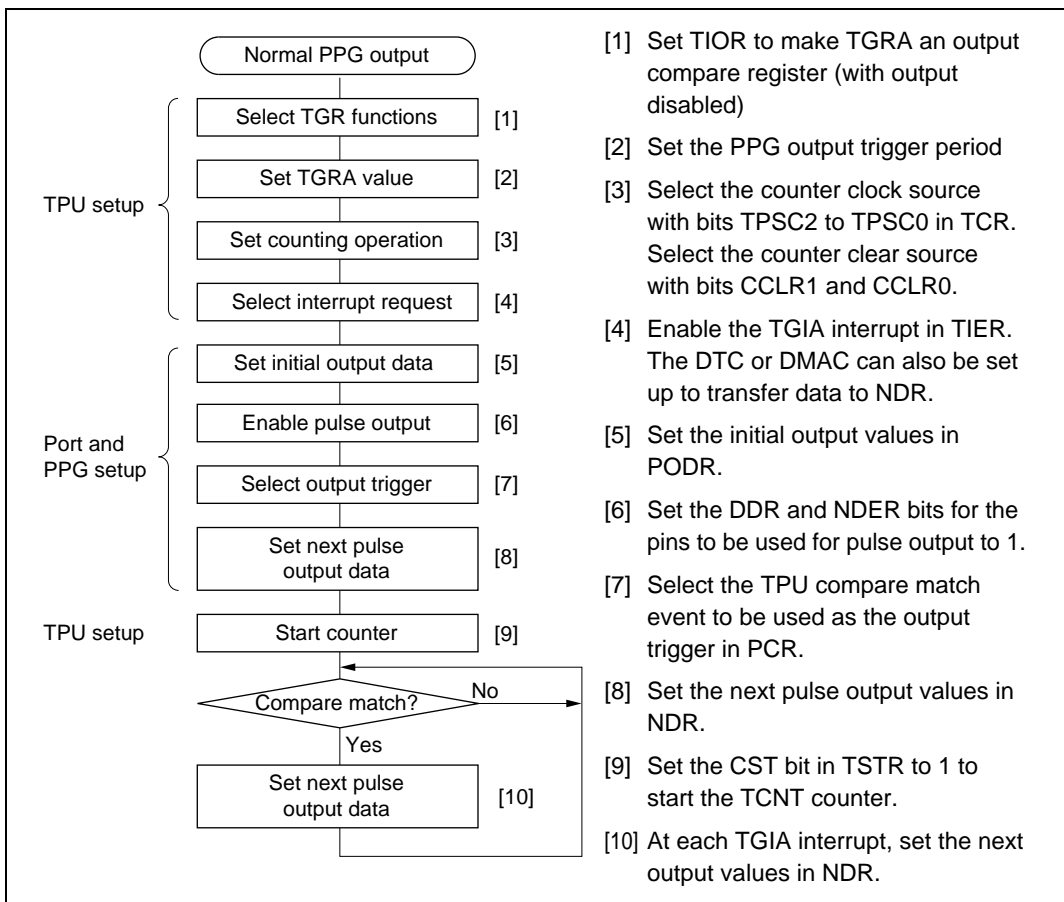 Normal PPG output
Select TGR functions [1]
Set TGRA value [2]
TPU setup
Set counting operation [3]
Select interrupt request [4]
Set initial output data [5]
Enable pulse output [6]
Port and
PPG setup
Select output trigger [7]
Set next pulse
output data [8]
TPU setup
Start counter [9]
Compare match?
No
Yes
Set next pulse
output data [10]
[1] Set TIOR to make TGRA an output
compare register (with output
disabled)
[2] Set the PPG output trigger period
[3] Select the counter clock source
with bits TPSC2 to TPSC0 in TCR.
Select the counter clear source
with bits CCLR1 and CCLR0.
[4] Enable the TGIA interrupt in TIER.
The DTC or DMAC can also be set
up to transfer data to NDR.
[5] Set the initial output values in
PODR.
[6] Set the DDR and NDER bits for the
pins to be used for pulse output to 1.
[7] Select the TPU compare match
event to be used as the output
trigger in PCR.
[8] Set the next pulse output values in
NDR.
[9] Set the CST bit in TSTR to 1 to
start the TCNT counter.
[10] At each TGIA interrupt, set the next
output values in NDR.